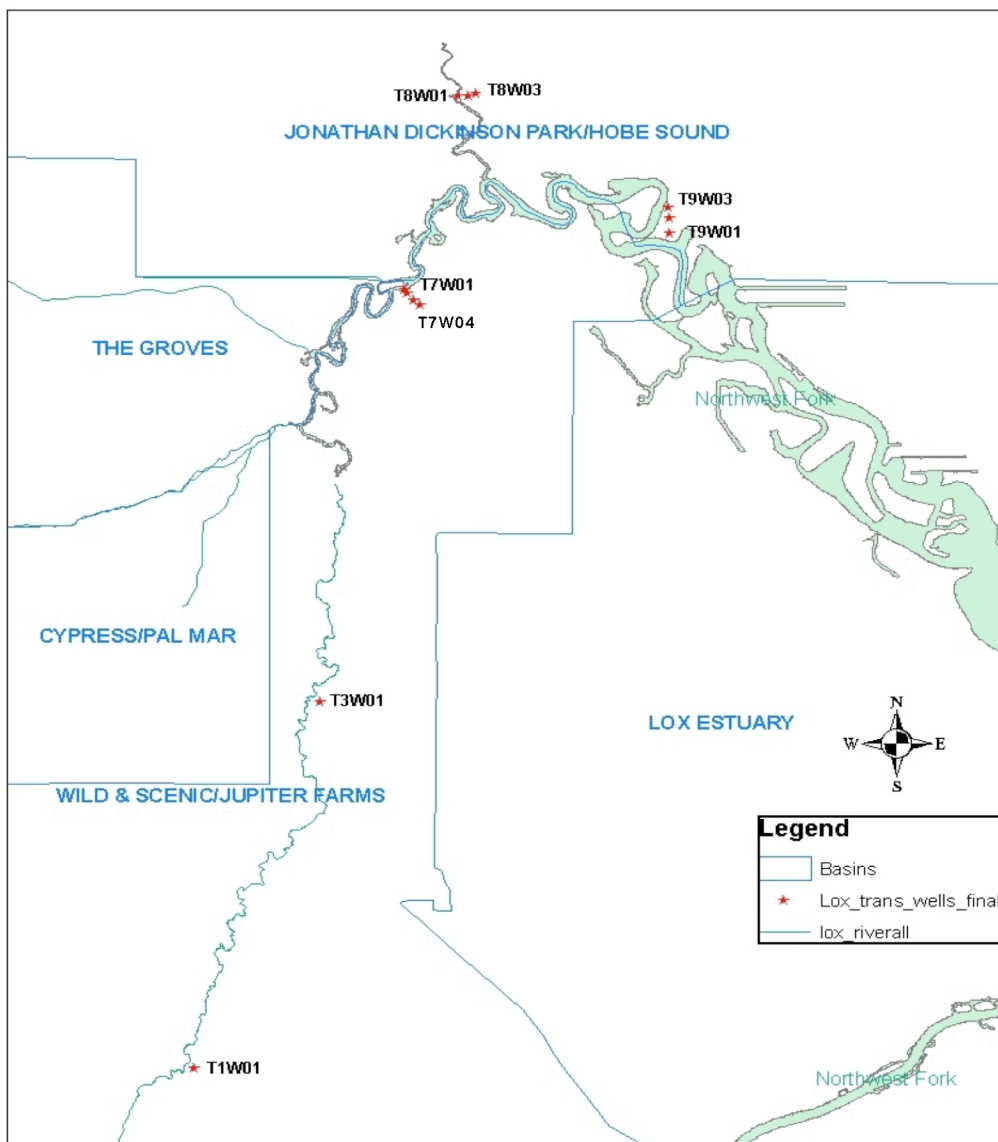 T8W01
T8W03
JONATHAN DICKINSON PARK/HOBE SOUND
T9W03
T9W01
T7W01
T7W04
THE GROVES
Northwest Fork
CYPRESS/PAL MAR
T3W01
LOX ESTUARY
N
W
E
S
WILD & SCENIC/JUPITER FARMS
Legend
Basins
Lox_trans_wells_final
lox_riverall
T1W01
Northwest Fork